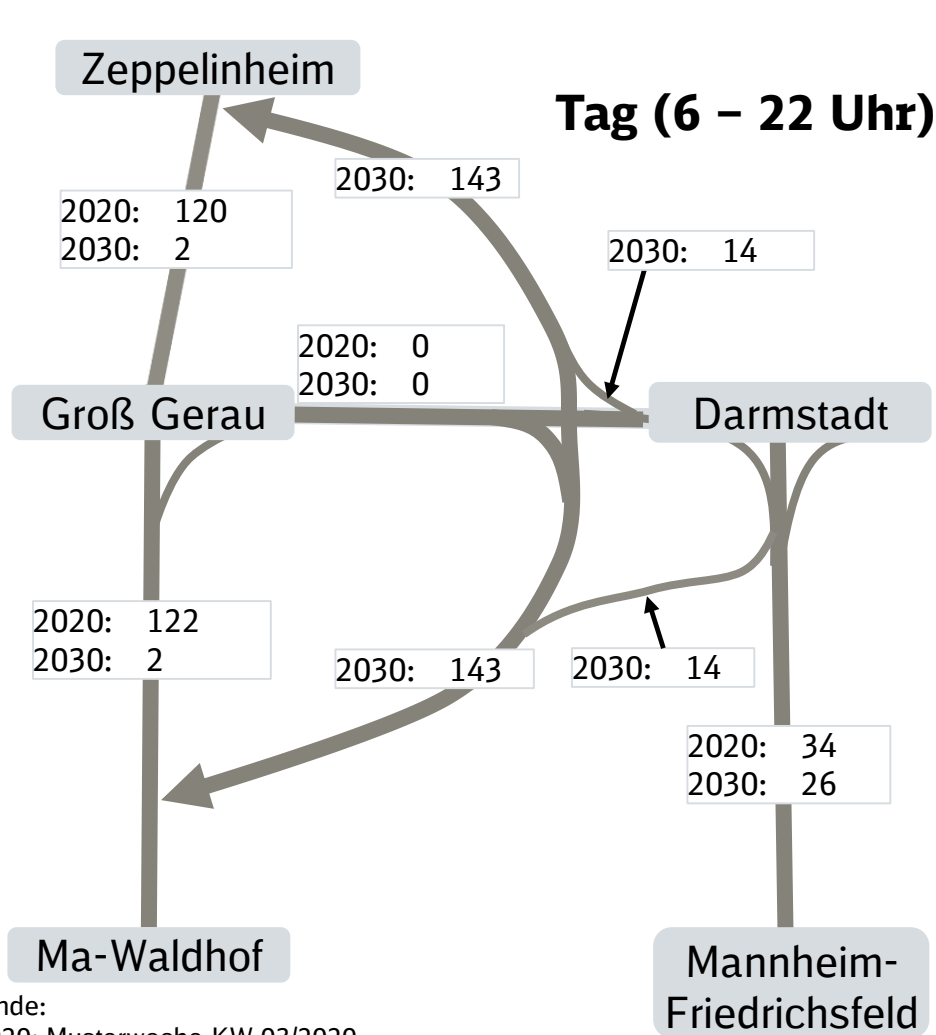 Zeppelinheim
Tag (6 – 22 Uhr)
2030: 143
2020: 120
2030: 2
2030: 14
2020: 0
2030: 0
Groß Gerau
Darmstadt
2020: 122
2030: 2
2030: 143
2030: 14
2020: 34
2030: 26
Ma-Waldhof
Mannheim-
Friedrichsfeld
nde: